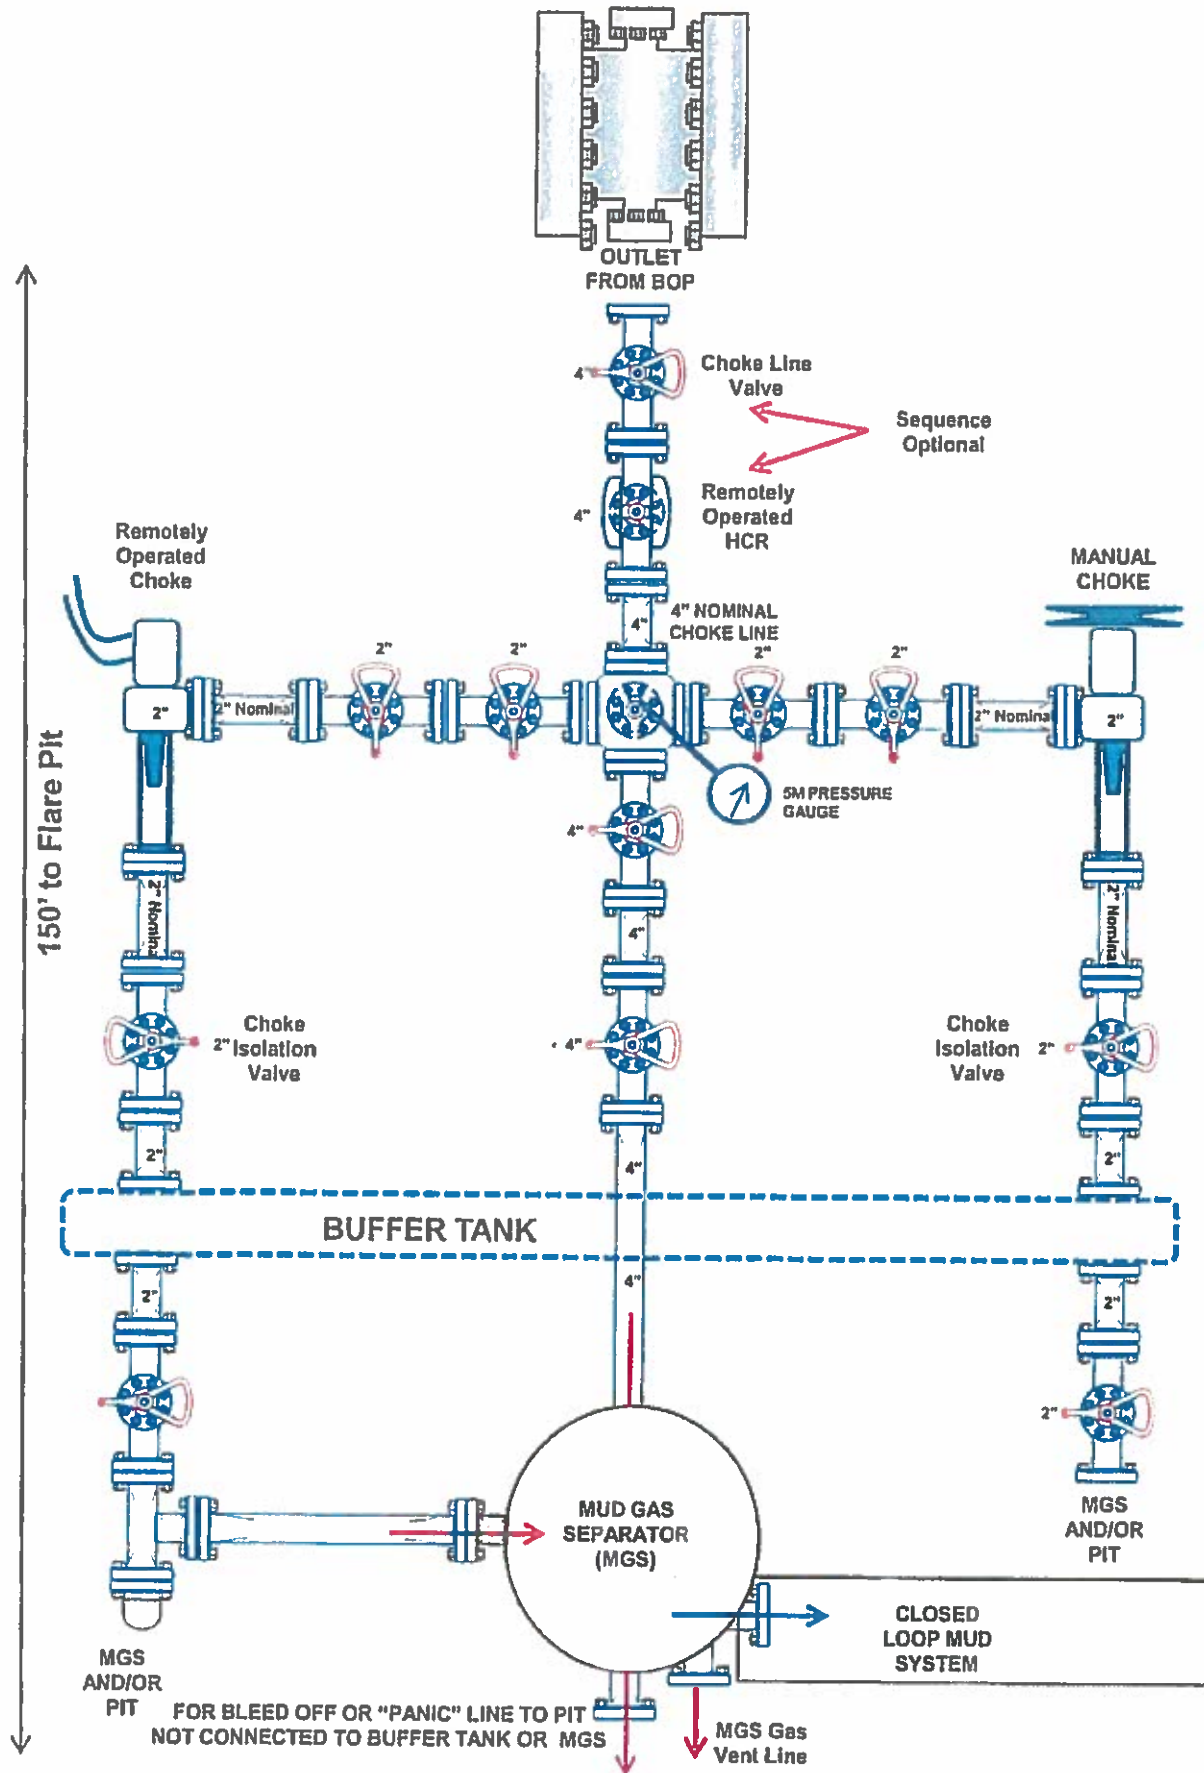 OUTLET
FROM BOP
4"
Choke Line
Valve
Sequence
Optional
4"
Remotely
Operated
HCR
Remotely
Operated
Choke
MANUAL
CHOKE
4"
4" NOMINAL
CHOKE LINE
2"
2"
2"
2"
2"
2" Nominal
2" Nominal
2"
5M PRESSURE
GAUGE
4"
150' to Flare Pit
2" Nominal
4"
2" Nominal
Choke
2" Isolation
Valve
4"
Choke
Isolation
Valve
2"
2"
4"
2"
BUFFER TANK
4"
2"
2"
2"
MUD GAS
SEPARATOR
(MGS)
MGS
AND/OR
PIT
CLOSED
LOOP MUD
SYSTEM
MGS
AND/OR
PIT
FOR BLEED OFF OR "PANIC" LINE TO PIT
NOT CONNECTED TO BUFFER TANK OR MGS
MGS Gas
Vent Line